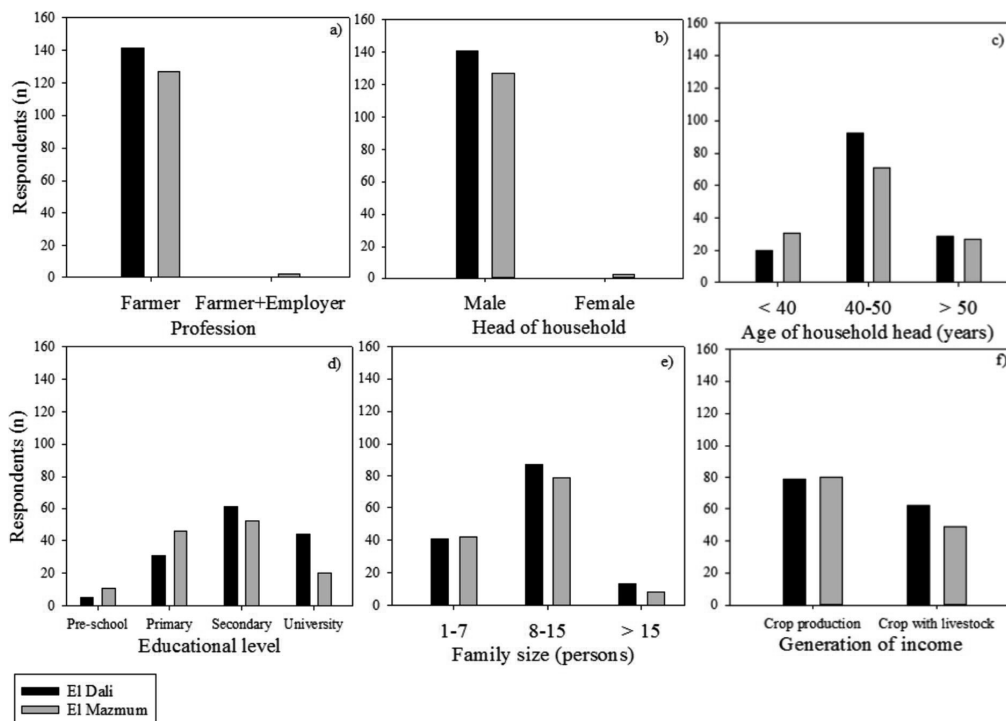 a)
160
140
120
100
80
60
40
20
0
Respondents (n)
Farmer Farmer+Employer
Profession
b)
160
140
120
100
80
60
40
20
0
Male Female
Head of household
c)
160
140
120
100
80
60
40
20
0
< 40 40-50 > 50
Age of household head (years)
d)
160
140
120
100
80
60
40
20
0
Respondents (n)
Pre-school Primary Secondary University
Educational level
e)
160
140
120
100
80
60
40
20
0
1-7 8-15 > 15
Family size (persons)
f)
160
140
120
100
80
60
40
20
0
Crop production Crop with livestock
Generation of income
El Dali
El Mazmum